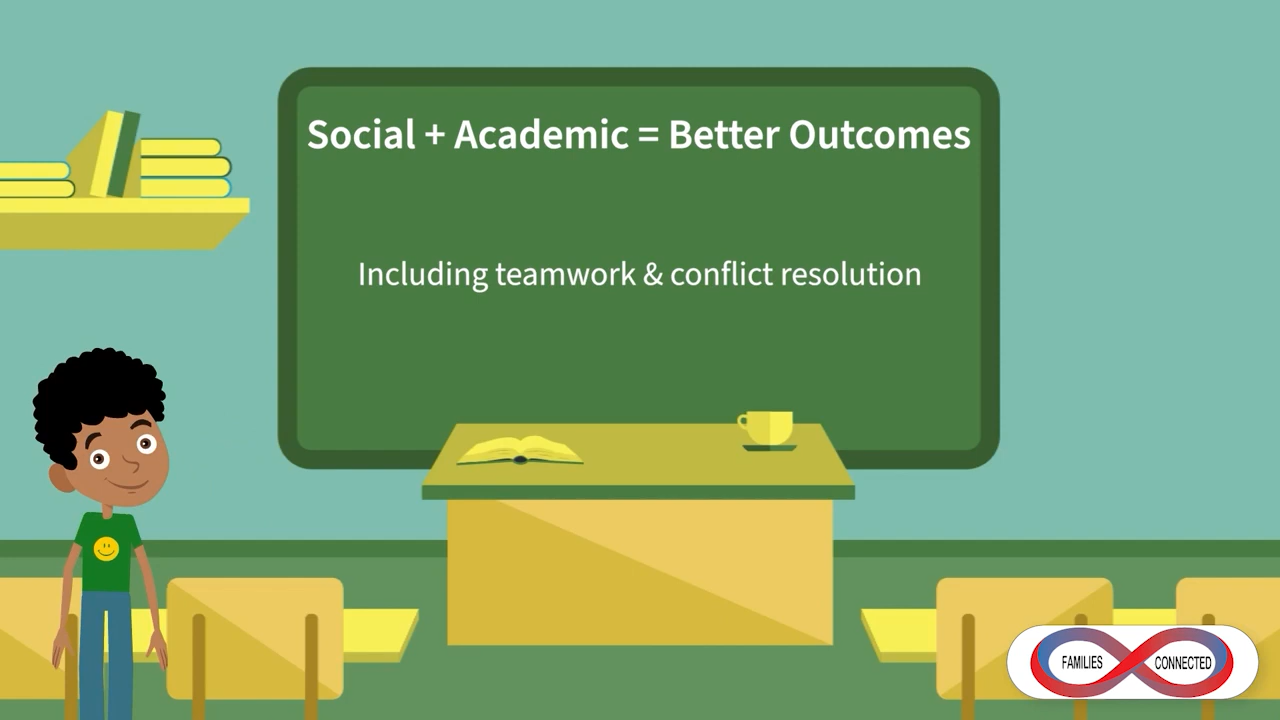 Social + Academic = Better Outcomes
Including teamwork & conflict resolution
FAMILIES CONNECTED